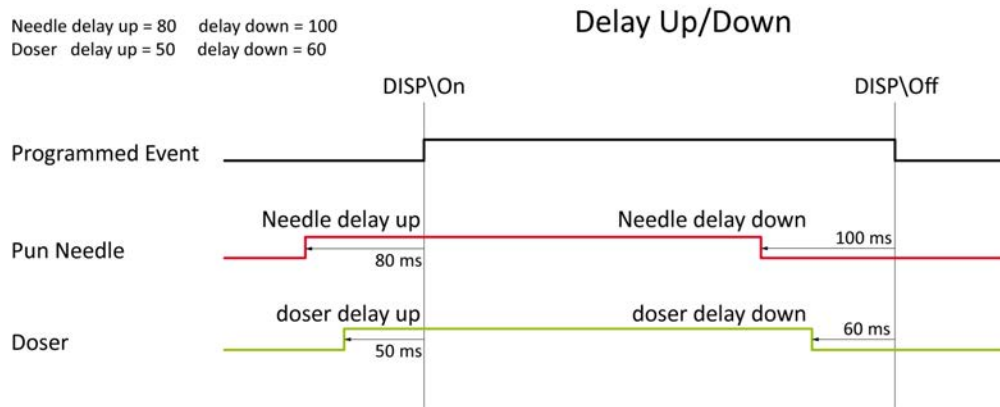 Delay Up/Down
Needle delay up = 80 delay down = 100
Doser delay up = 50 delay down = 60
DISP\On DISP\Off
Programmed Event
Needle delay up Needle delay down
Pun Needle
80 ms 100 ms
doser delay up doser delay down
Doser
50 ms 60 ms